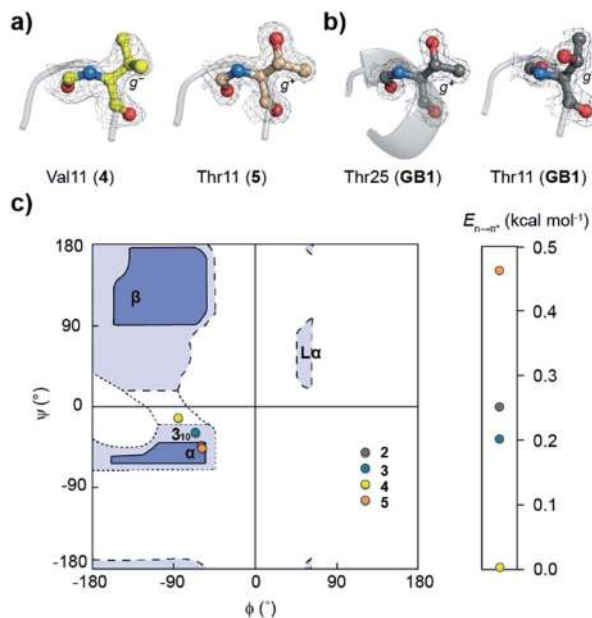 a)
b)
g⁻
g⁺
g⁺
Val11 (4)
Thr11 (5)
Thr25 (GB1)
Thr11 (GB1)
c)
Eₙ→π* (kcal mol⁻¹)
180
90
0
-90
-180
ψ (°)
β
Lα
3₁₀
α
2
3
4
5
-180
-90
0
90
180
ϕ (°)
0.5
0.4
0.3
0.2
0.1
0.0